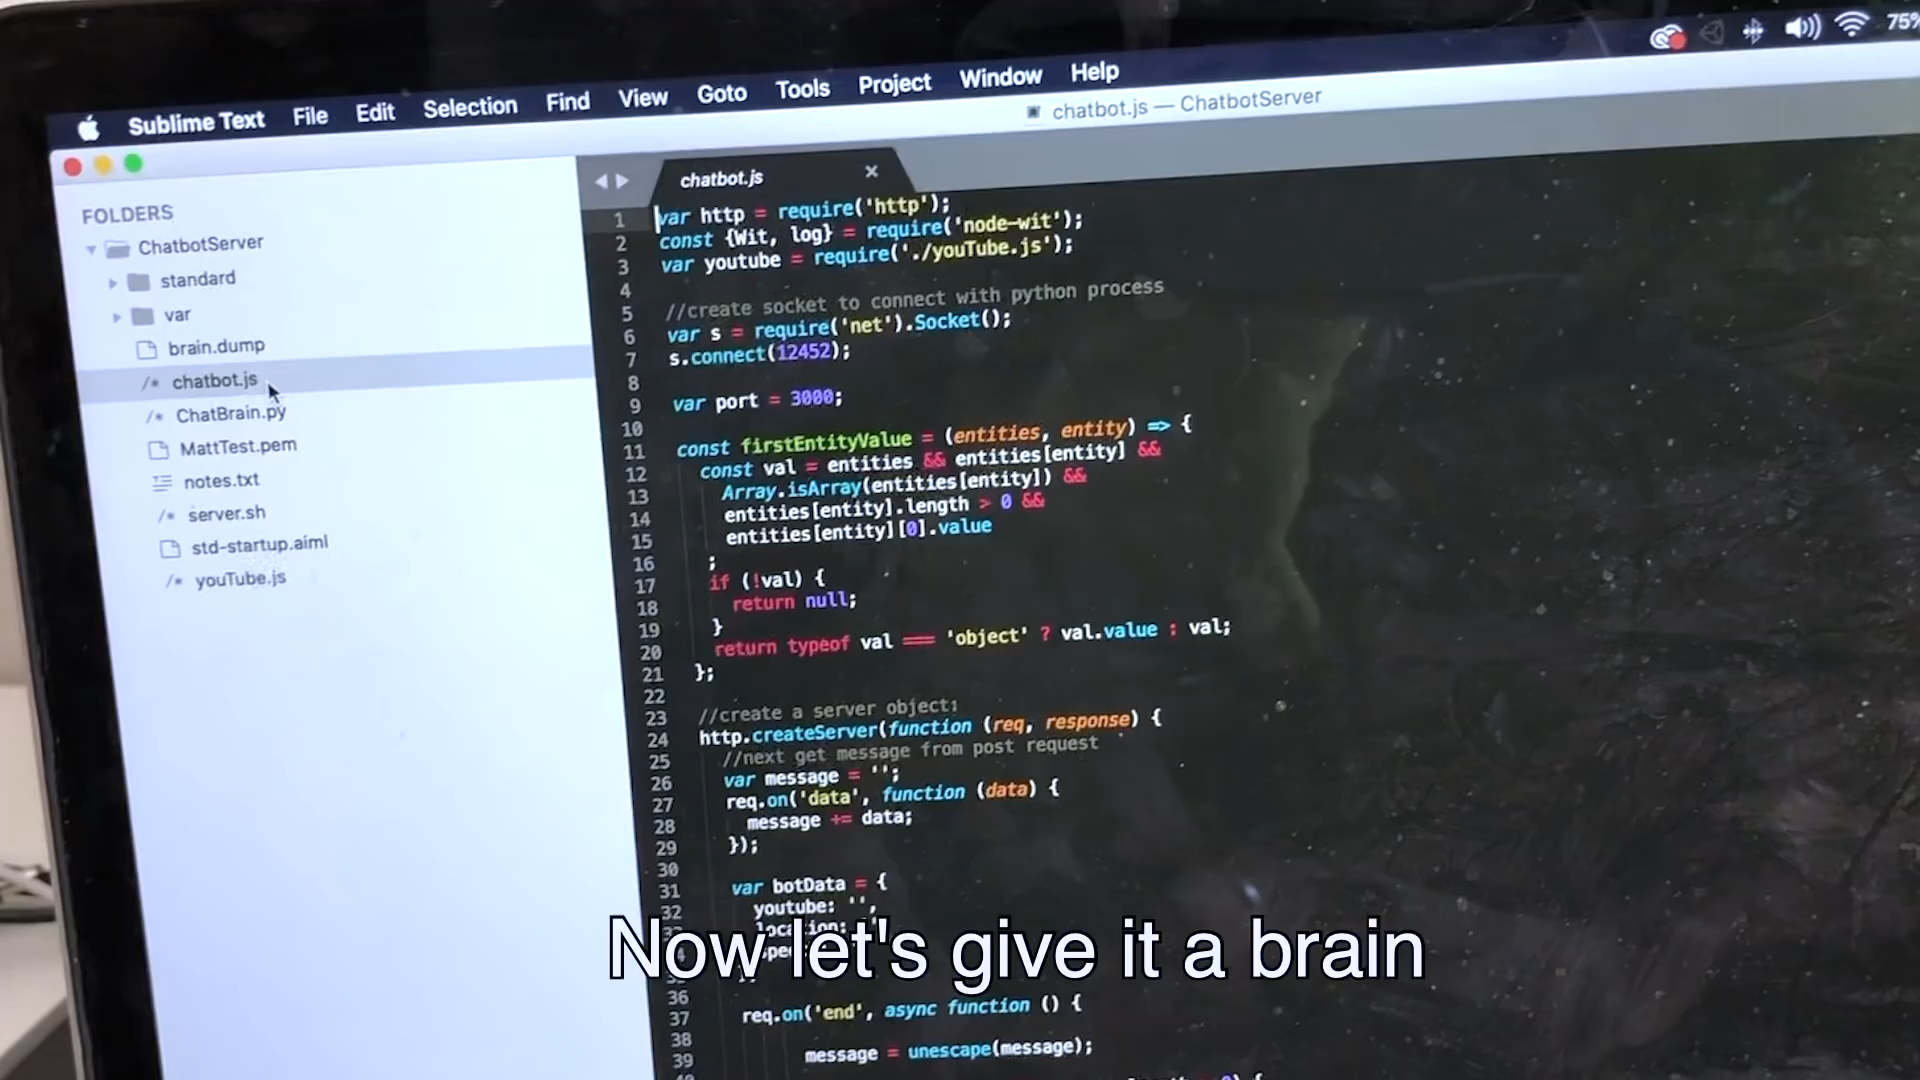 75%
Sublime Text File Edit Selection Find View Goto Tools Project Window Help
chatbot.js — ChatbotServer
FOLDERS
ChatbotServer
standard
var
brain.dump
/* chatbot.js
/* ChatBrain.py
MattTest.pem
notes.txt
/* server.sh
std-startup.aiml
/* youTube.js
chatbot.js ×
1 var http = require('http');
2 const {Wit, log} = require('node-wit');
3 var youtube = require('./youTube.js');
4
5 //create socket to connect with python process
6 var s = require('net').Socket();
7 s.connect(12452);
8
9 var port = 3000;
10
11 const firstEntityValue = (entities, entity) => {
12 const val = entities && entities[entity] &&
13 Array.isArray(entities[entity]) &&
14 entities[entity].length > 0 &&
15 entities[entity][0].value
16 ;
17 if (!val) {
18 return null;
19 }
20 return typeof val === 'object' ? val.value : val;
21 };
22
23 //create a server object:
24 http.createServer(function (req, response) {
25 //next get message from post request
26 var message = '';
27 req.on('data', function (data) {
28 message += data;
29 });
30
31 var botData = {
32 youtube: '',
Now let's give it a brain
36
37 req.on('end', async function () {
38
39 message = unescape(message);